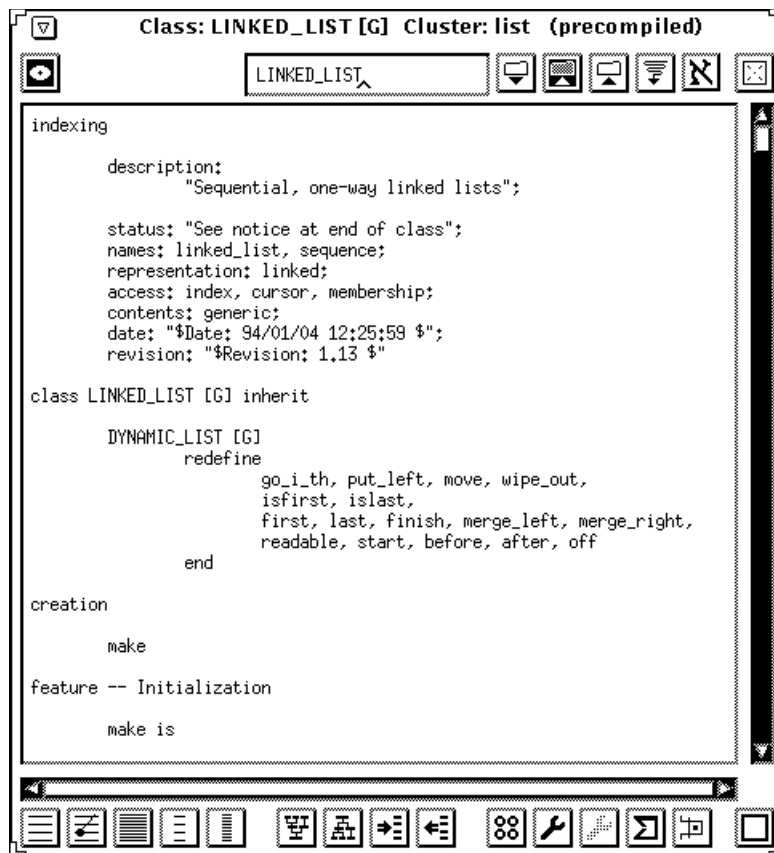 Class: LINKED_LIST [G] Cluster: list (precompiled)
LINKED_LIST
indexing
description:
"Sequential, one-way linked lists";
status: "See notice at end of class";
names: linked_list, sequence;
representation: linked;
access: index, cursor, membership;
contents: generic;
date: "$Date: 94/01/04 12:25:59 $";
revision: "$Revision: 1.13 $"
class LINKED_LIST [G] inherit
DYNAMIC_LIST [G]
redefine
go_i_th, put_left, move, wipe_out,
isfirst, islast,
first, last, finish, merge_left, merge_right,
readable, start, before, after, off
end
creation
make
feature -- Initialization
make is